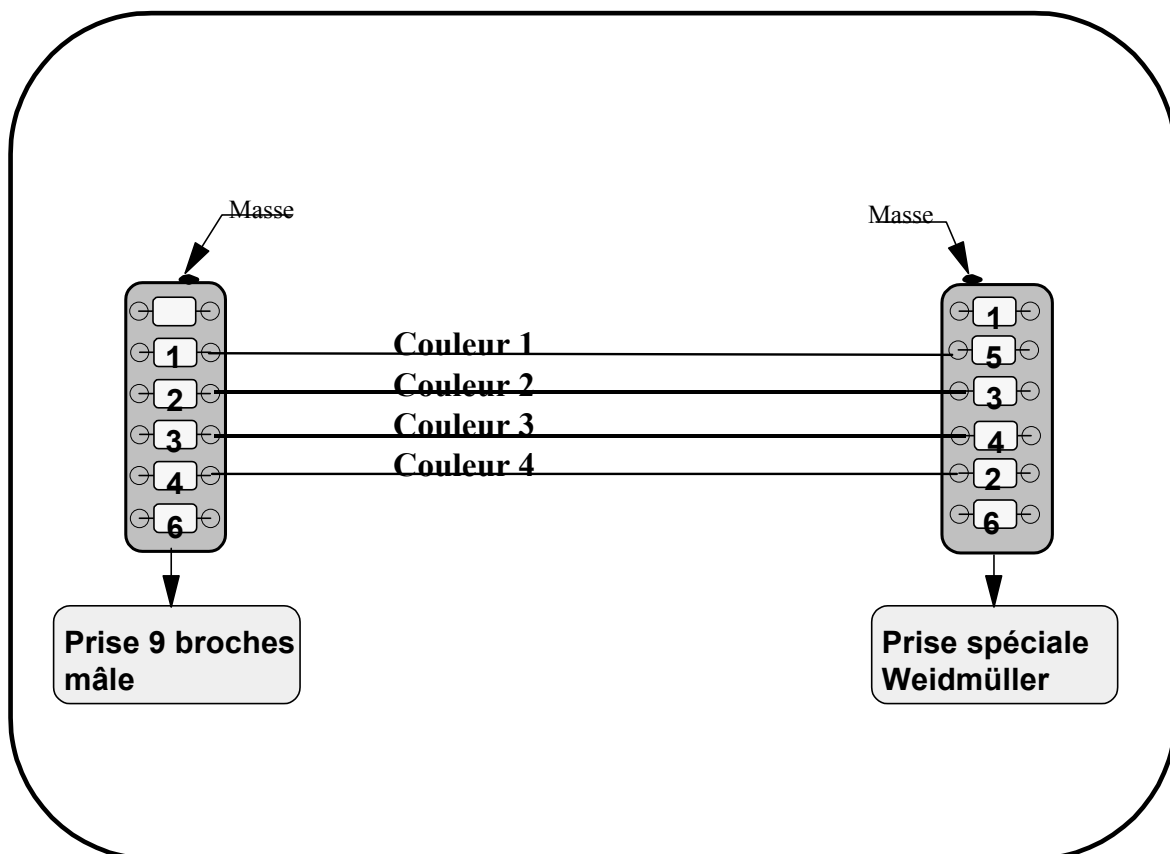 Masse
Masse
1
1
5
Couleur 1
2
3
Couleur 2
3
4
Couleur 3
4
2
Couleur 4
6
6
Prise 9 broches
mâle
Prise spéciale
Weidmüller